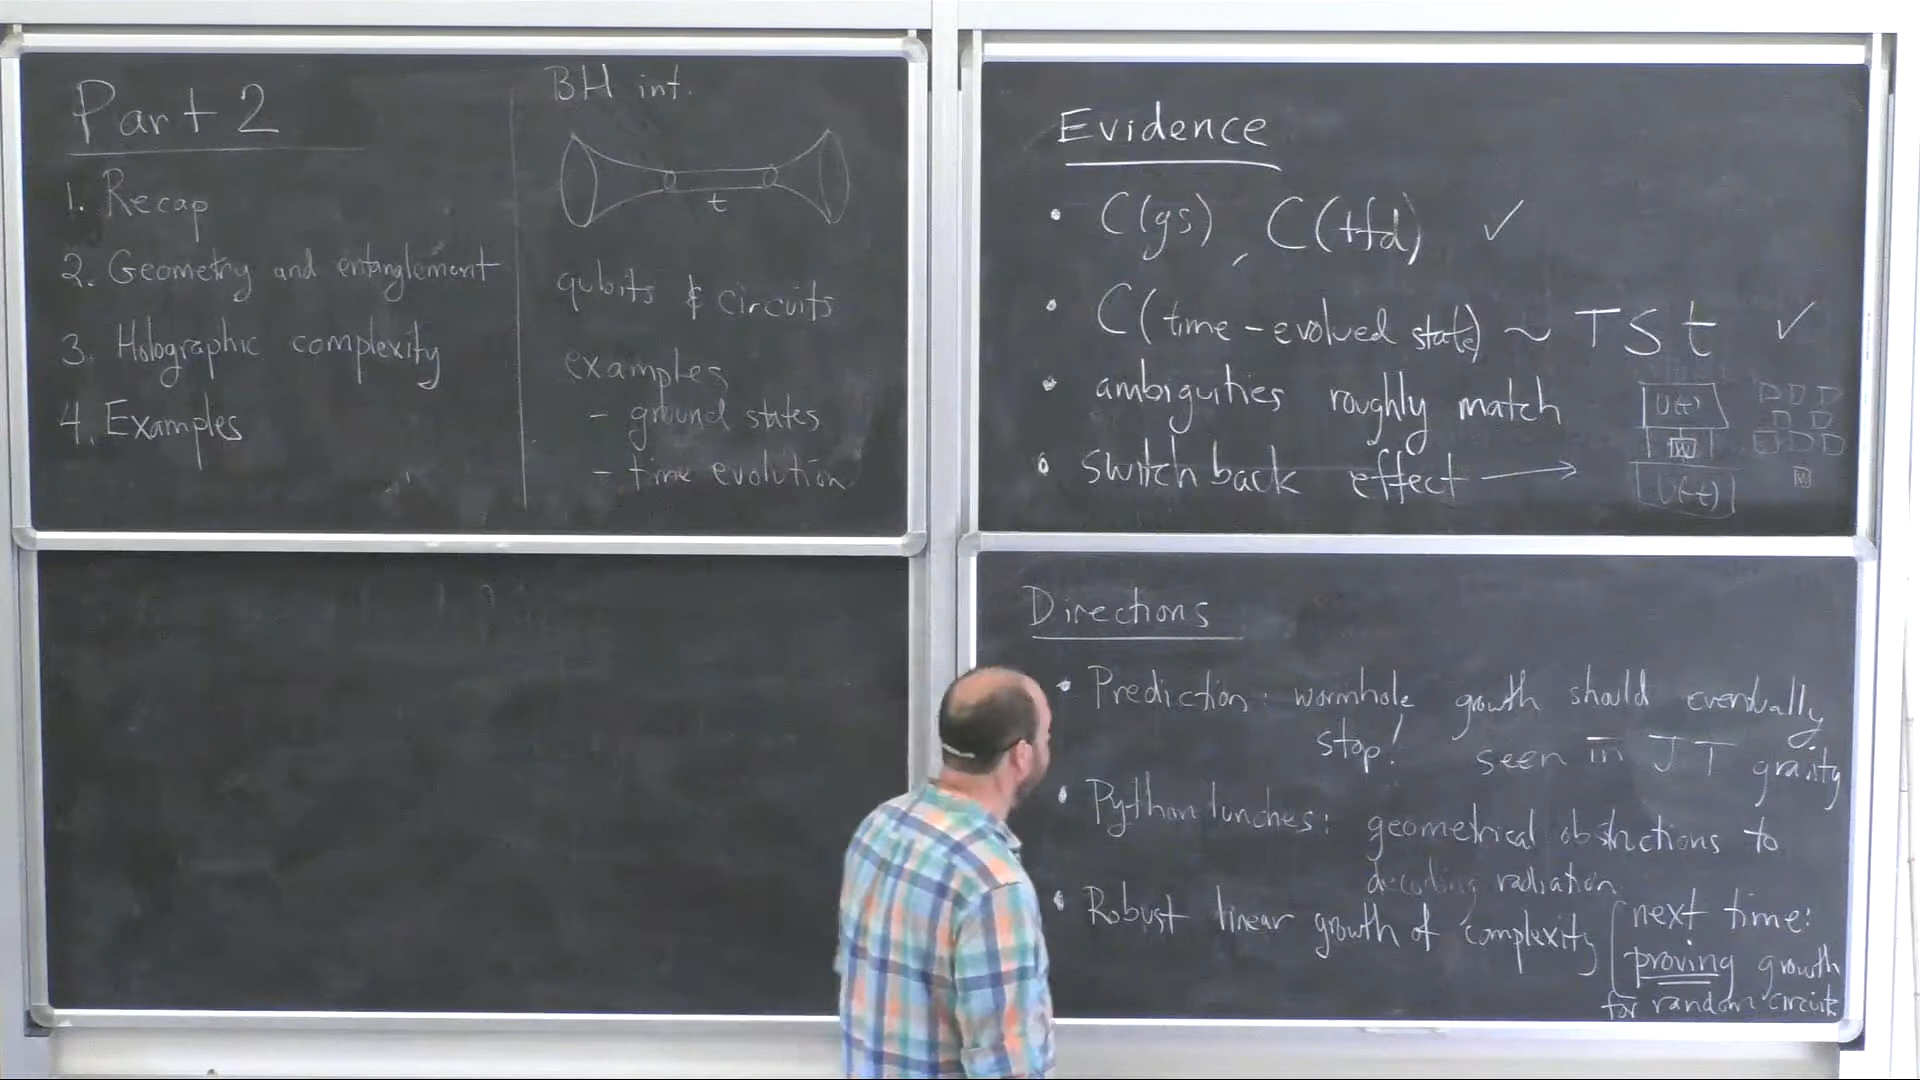 Part 2
1. Recap
2. Geometry and entanglement
3. Holographic complexity
4. Examples
BH int.
t
qubits & circuits
examples
- ground states
- time evolution
Evidence
• C(gs), C(tfd) ✓
• C(time-evolved state) ~ TSt ✓
• ambiguities roughly match
• switchback effect →
U(t)
W
U(-t)
W
Directions
• Prediction: wormhole growth should eventually
stop! seen in JT gravity
• Python lunches: geometrical obstructions to
decoding radiation
• Robust linear growth of complexity
next time:
proving growth
for random circuits